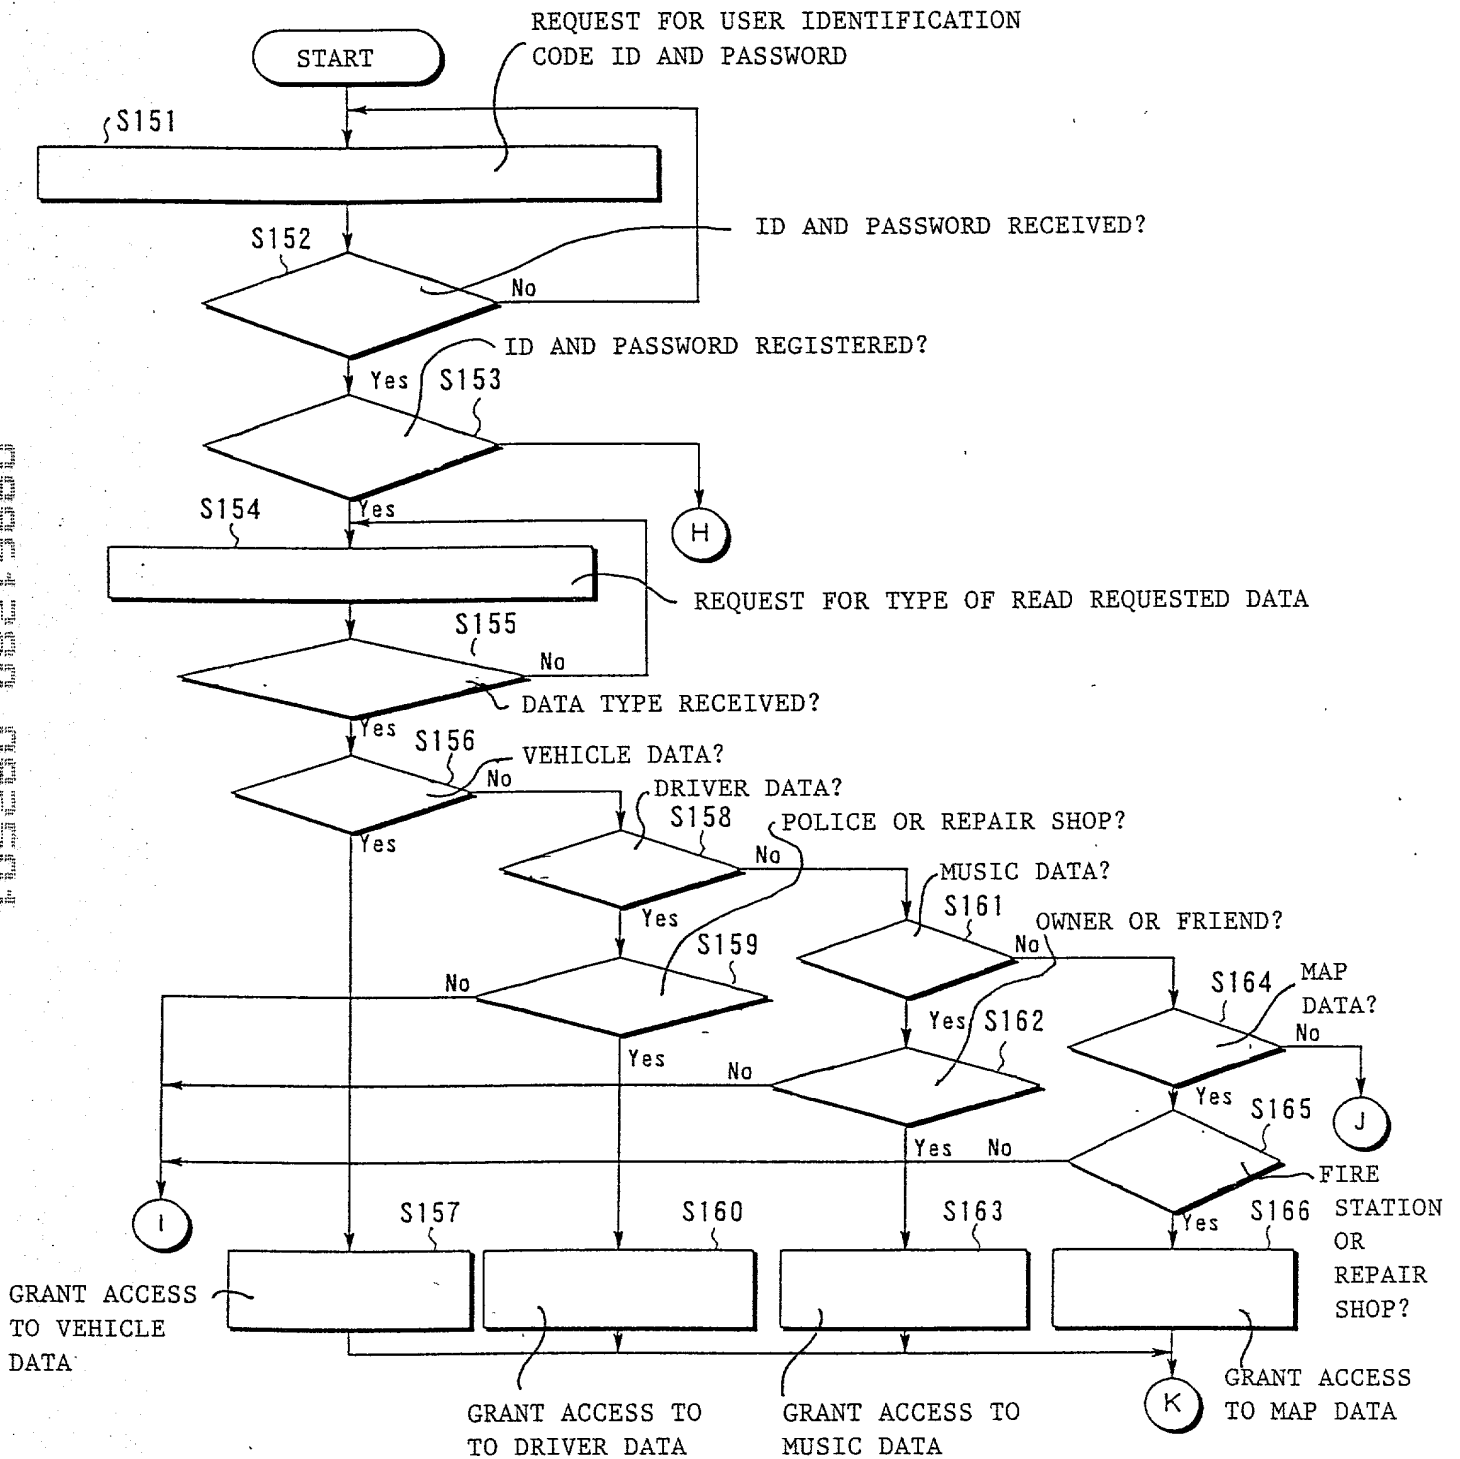 REQUEST FOR USER IDENTIFICATION
CODE ID AND PASSWORD
START
S151
ID AND PASSWORD RECEIVED?
S152
No
ID AND PASSWORD REGISTERED?
Yes
S153
Yes
S154
H
REQUEST FOR TYPE OF READ REQUESTED DATA
S155
No
DATA TYPE RECEIVED?
Yes
S156
VEHICLE DATA?
No
DRIVER DATA?
S158
POLICE OR REPAIR SHOP?
Yes
No
MUSIC DATA?
S161
OWNER OR FRIEND?
Yes
S159
No
No
S164
MAP
DATA?
Yes
S162
No
Yes
No
Yes
S165
J
Yes
No
FIRE
STATION
OR
REPAIR
SHOP?
I
S157
S160
S163
Yes
S166
GRANT ACCESS
TO VEHICLE
DATA
GRANT ACCESS
TO MAP DATA
K
GRANT ACCESS TO
TO DRIVER DATA
GRANT ACCESS TO
MUSIC DATA